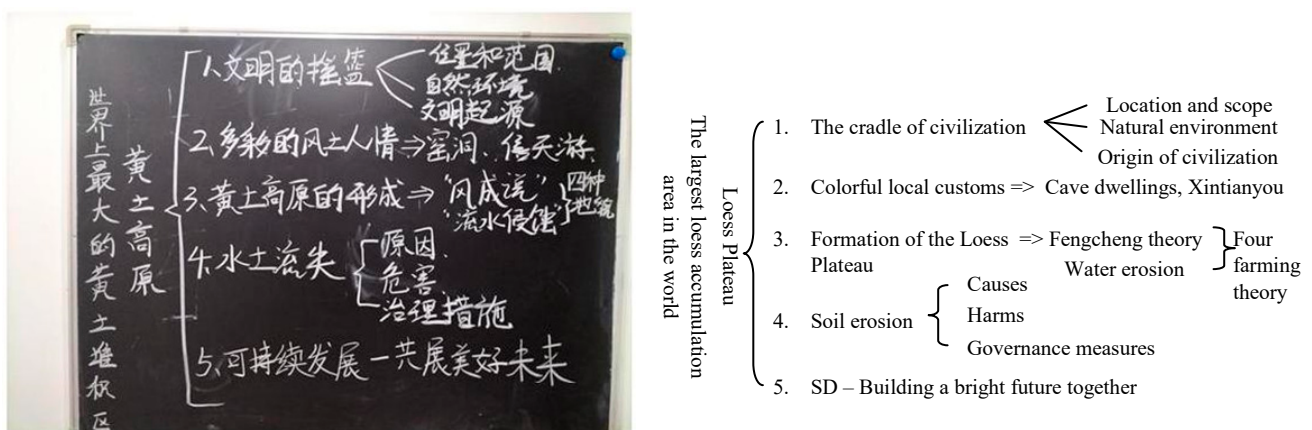 世界上最大的黄土堆积区
黄土高原
1、文明的摇篮
位置和范围
自然环境
文明起源
2、多彩的风土人情⇒窑洞、信天游
3、黄土高原的形成⇒"风成说"
"流水侵蚀"
四种
4、水土流失
原因
危害
治理措施
5、可持续发展一共展美好未来
The largest loess accumulation
area in the world
Loess Plateau
1. The cradle of civilization
Location and scope
Natural environment
Origin of civilization
2. Colorful local customs => Cave dwellings, Xintianyou
3. Formation of the Loess => Fengcheng theory
Plateau
Water erosion
Four
farming
theory
4. Soil erosion
Causes
Harms
Governance measures
5. SD – Building a bright future together